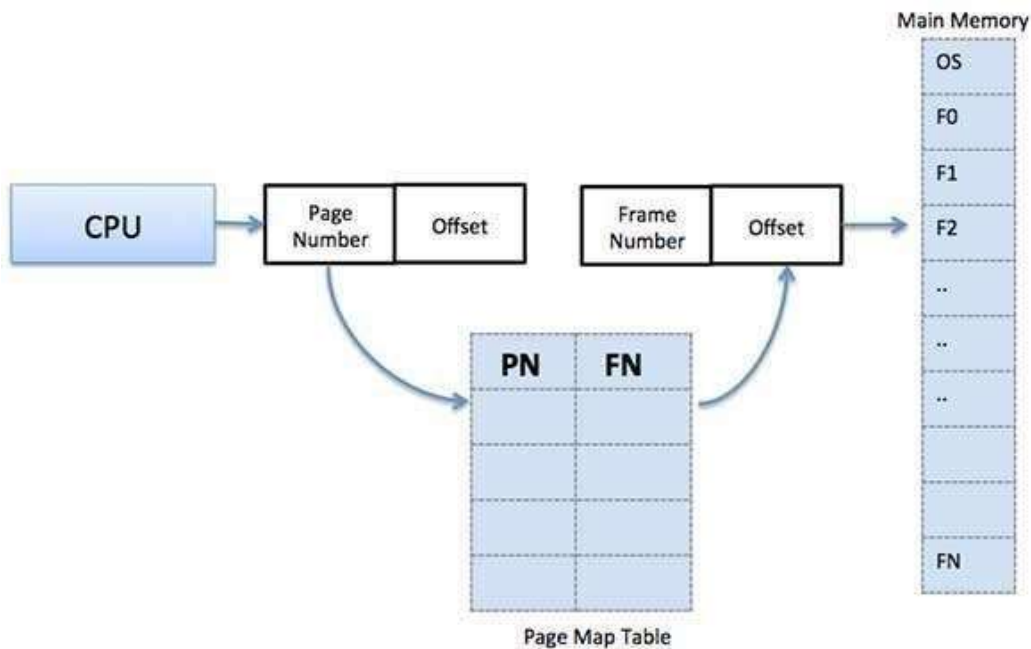 Main Memory
OS
F0
F1
F2
..
..
..
FN
CPU
Page
Number
Offset
Frame
Number
Offset
PN
FN
Page Map Table